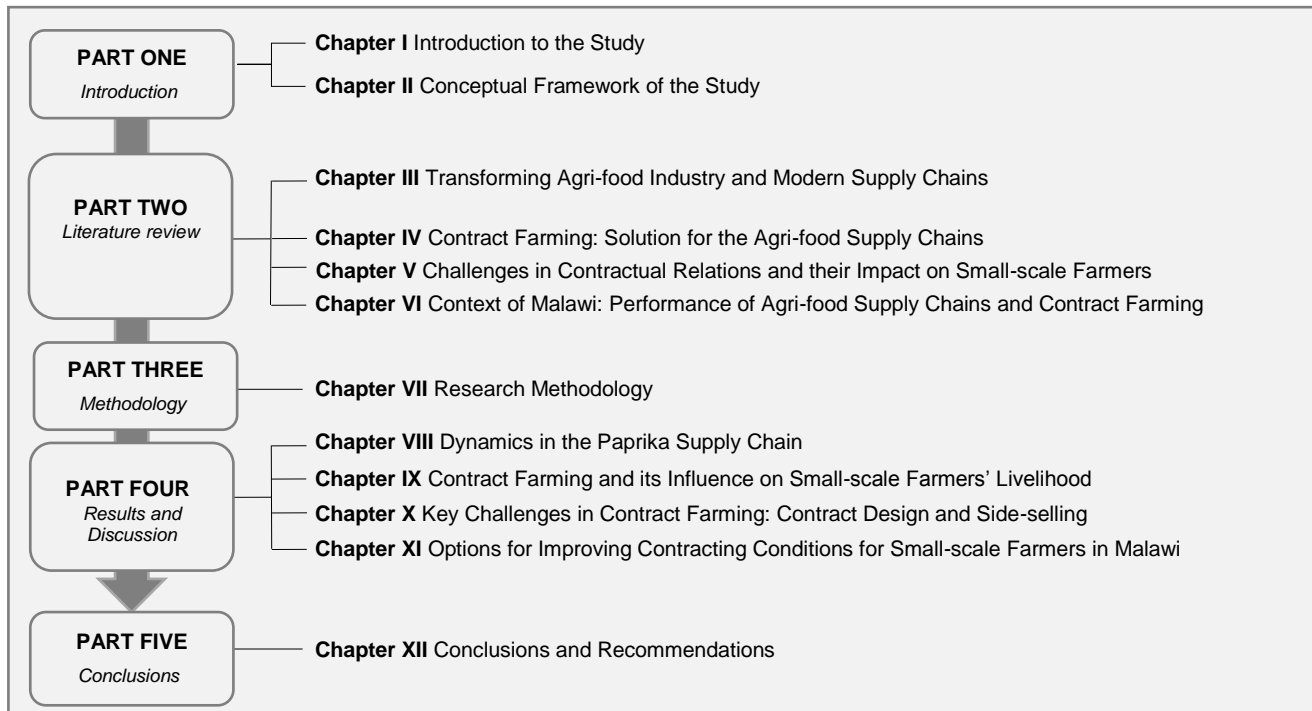 PART ONE
Introduction
Chapter I Introduction to the Study
Chapter II Conceptual Framework of the Study
PART TWO
Literature review
Chapter III Transforming Agri-food Industry and Modern Supply Chains
Chapter IV Contract Farming: Solution for the Agri-food Supply Chains
Chapter V Challenges in Contractual Relations and their Impact on Small-scale Farmers
Chapter VI Context of Malawi: Performance of Agri-food Supply Chains and Contract Farming
PART THREE
Methodology
Chapter VII Research Methodology
PART FOUR
Results and
Discussion
Chapter VIII Dynamics in the Paprika Supply Chain
Chapter IX Contract Farming and its Influence on Small-scale Farmers' Livelihood
Chapter X Key Challenges in Contract Farming: Contract Design and Side-selling
Chapter XI Options for Improving Contracting Conditions for Small-scale Farmers in Malawi
PART FIVE
Conclusions
Chapter XII Conclusions and Recommendations